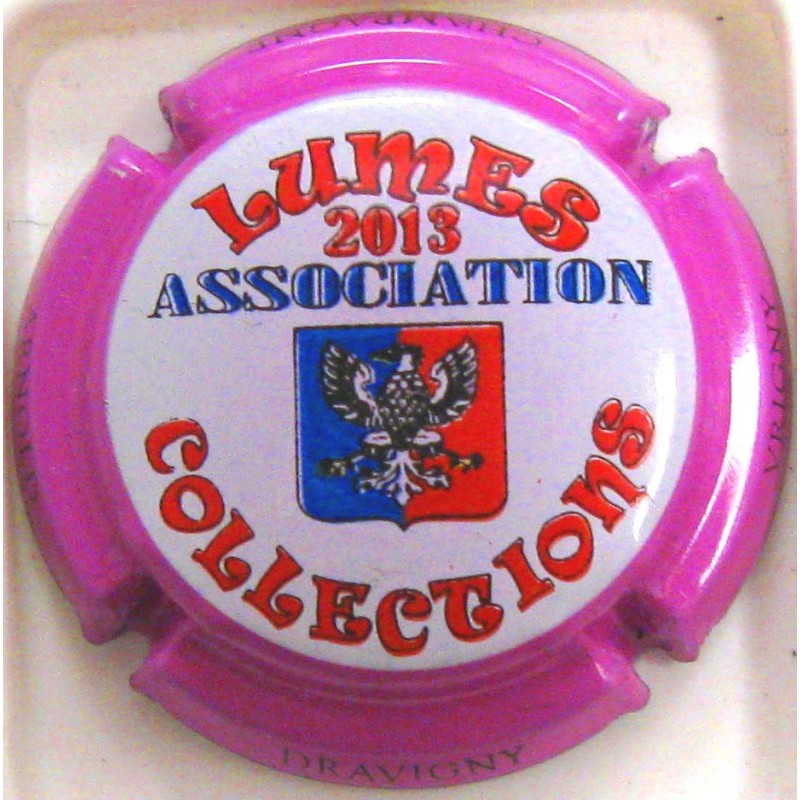 LUMES
2013
ASSOCIATION
COLLECTIONS
CHAMPAGNE
VRIGNY
DRAVIGNY